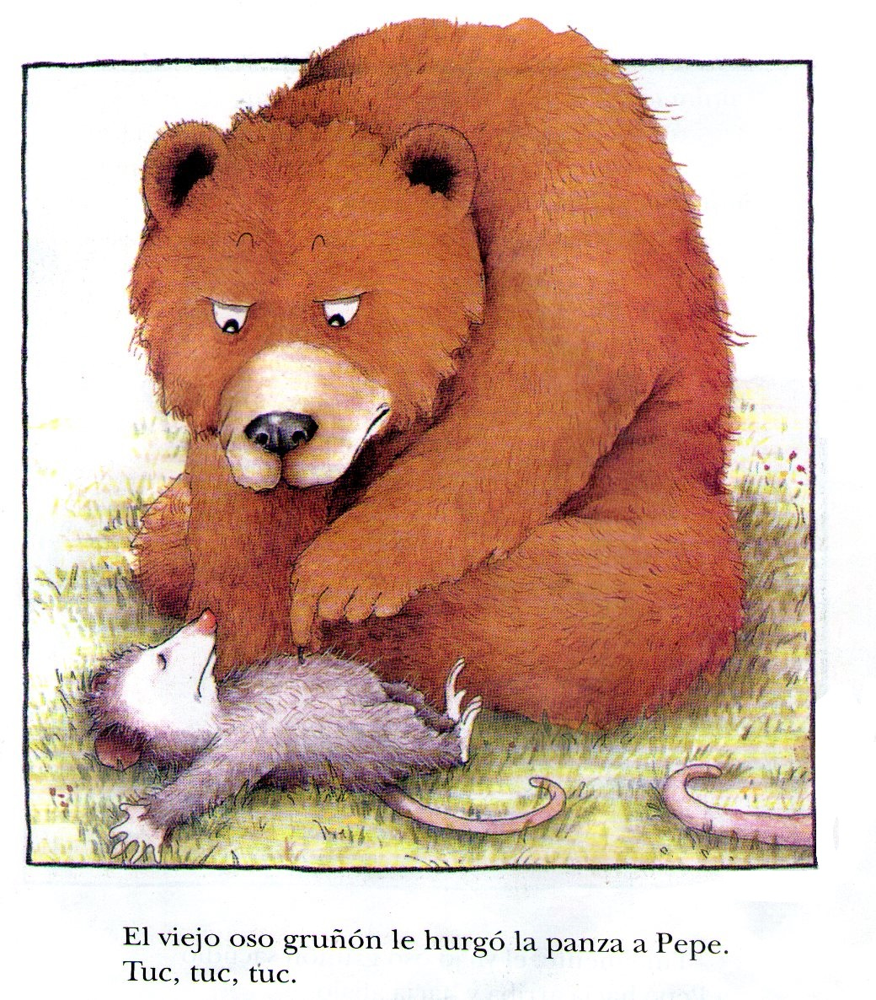 El viejo oso gruñón le hurgó la panza a Pepe.
Tuc, tuc, tuc.